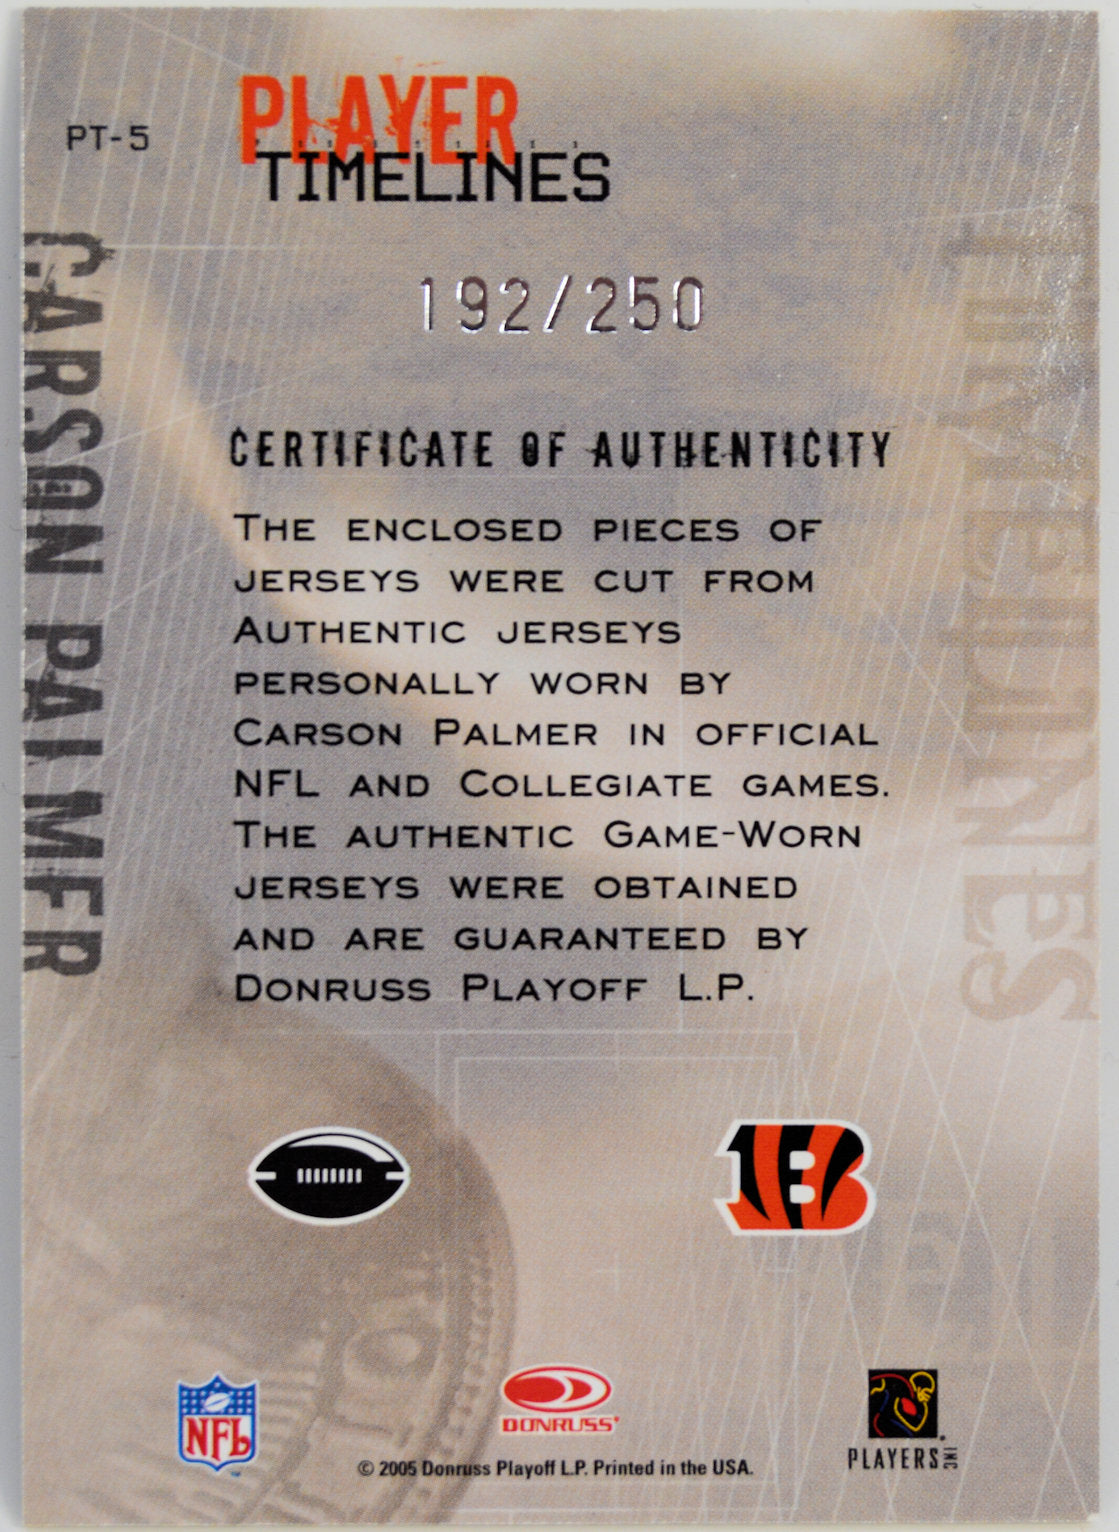 PT-5
PLAYER
TIMELINES
192/250
CARSON PALMER
TIMELINES
CERTIFICATE OF AUTHENTICITY
THE ENCLOSED PIECES OF
JERSEYS WERE CUT FROM
AUTHENTIC JERSEYS
PERSONALLY WORN BY
CARSON PALMER IN OFFICIAL
NFL AND COLLEGIATE GAMES.
THE AUTHENTIC GAME-WORN
JERSEYS WERE OBTAINED
AND ARE GUARANTEED BY
DONRUSS PLAYOFF L.P.
B
NFL
DONRUSS
PLAYERS INC
© 2005 Donruss Playoff L.P. Printed in the USA.